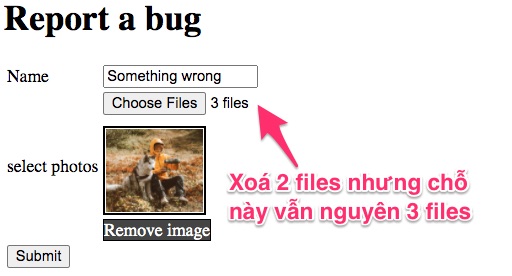 Report a bug
Name Something wrong
Choose Files 3 files
select photos
Remove image
Xoá 2 files nhưng chỗ
này vẫn nguyên 3 files
Submit